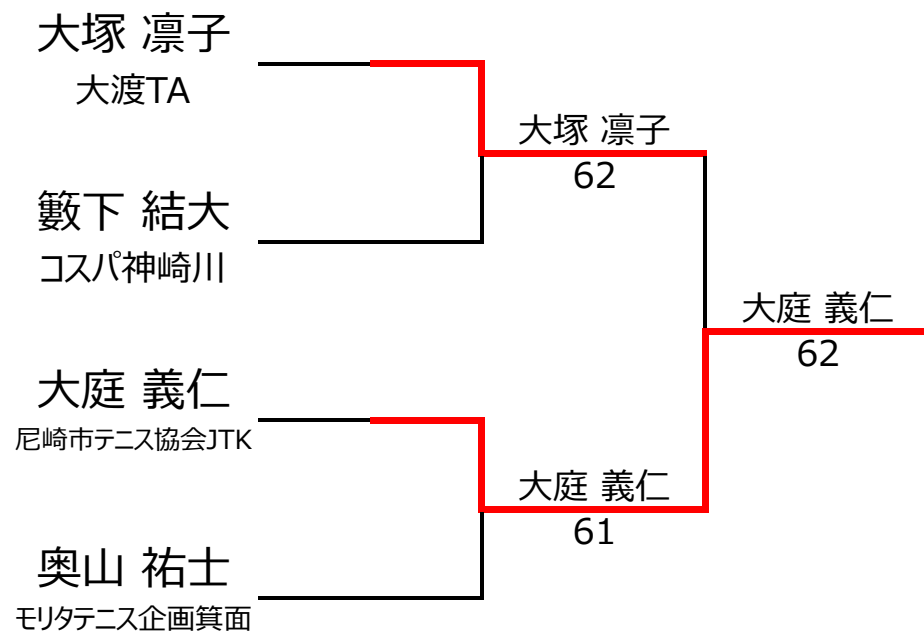 大塚 凛子
大渡TA
籔下 結大
コスパ神崎川
大庭 義仁
尼崎市テニス協会JTK
奥山 祐士
モリタテニス企画箕面
大塚 凛子
62
大庭 義仁
61
大庭 義仁
62